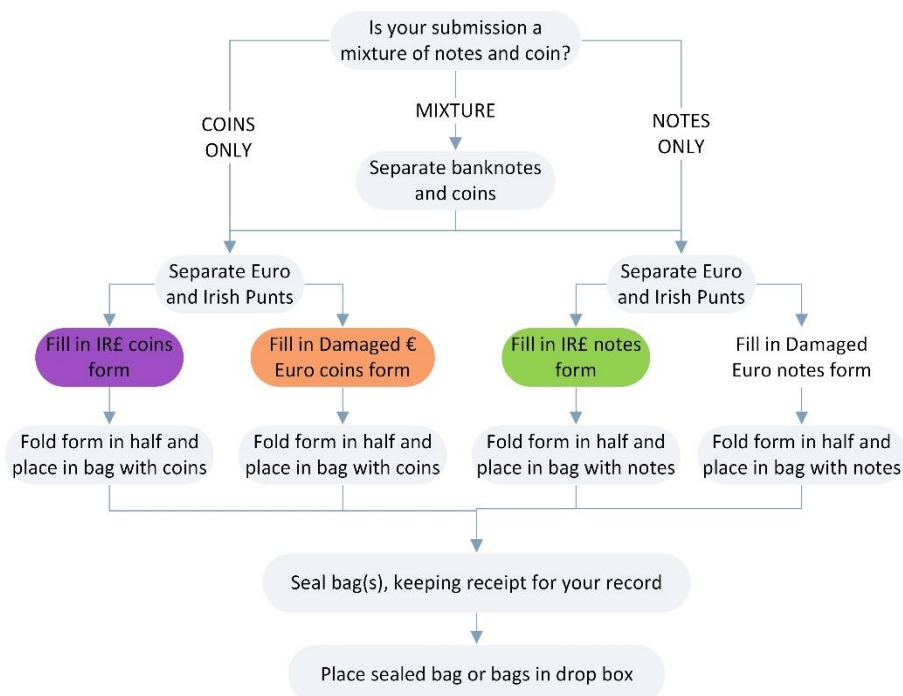 Is your submission a
mixture of notes and coin?
COINS
ONLY
MIXTURE
NOTES
ONLY
Separate banknotes
and coins
Separate Euro
and Irish Punts
Separate Euro
and Irish Punts
Fill in IR£ coins
form
Fill in Damaged €
Euro coins form
Fill in IR£ notes
form
Fill in Damaged
Euro notes form
Fold form in half and
place in bag with coins
Fold form in half and
place in bag with coins
Fold form in half and
place in bag with notes
Fold form in half and
place in bag with notes
Seal bag(s), keeping receipt for your record
Place sealed bag or bags in drop box